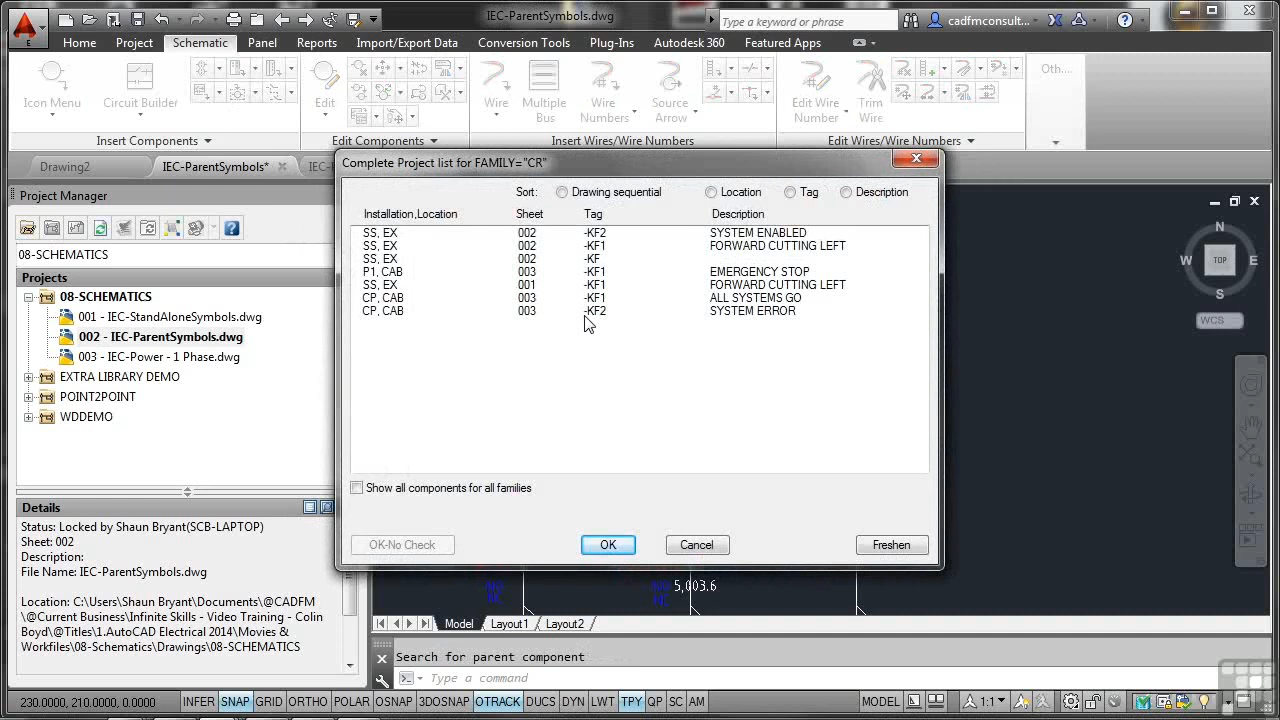 IEC-ParentSymbols.dwg
Type a keyword or phrase
cadfmconsult...
E
Home Project Schematic Panel Reports Import/Export Data Conversion Tools Plug-Ins Autodesk 360 Featured Apps
Icon Menu
Circuit Builder
Edit
Wire
Multiple Bus
Wire Numbers
Source Arrow
Edit Wire Number
Trim Wire
Oth...
Insert Components
Edit Components
Insert Wires/Wire Numbers
Edit Wires/Wire Numbers
Drawing2
IEC-ParentSymbols*
Project Manager
08-SCHEMATICS
Projects
08-SCHEMATICS
001 - IEC-StandAloneSymbols.dwg
002 - IEC-ParentSymbols.dwg
003 - IEC-Power - 1 Phase.dwg
EXTRA LIBRARY DEMO
POINT2POINT
WDDEMO
Details
Status: Locked by Shaun Bryant(SCB-LAPTOP)
Sheet: 002
Description:
File Name: IEC-ParentSymbols.dwg
Location: C:\Users\Shaun Bryant\Documents\@CADFM
\@Current Business\Infinite Skills - Video Training - Colin
Boyd\@Titles\1.AutoCAD Electrical 2014\Movies &
Workfiles\08-Schematics\Drawings\08-SCHEMATICS
Complete Project list for FAMILY="CR"
Sort: Drawing sequential Location Tag Description
Installation,Location Sheet Tag Description
SS, EX 002 -KF2 SYSTEM ENABLED
SS, EX 002 -KF1 FORWARD CUTTING LEFT
SS, EX 002 -KF
P1, CAB 003 -KF1 EMERGENCY STOP
SS, EX 001 -KF1 FORWARD CUTTING LEFT
CP, CAB 003 -KF1 ALL SYSTEMS GO
CP, CAB 003 -KF2 SYSTEM ERROR
Show all components for all families
OK-No Check OK Cancel Freshen
N
W TOP E
S
WCS
5,003.6
Model Layout1 Layout2
Search for parent component
Type a command
230.0000, 210.0000, 0.0000 INFER SNAP GRID ORTHO POLAR OSNAP 3DOSNAP OTRACK DUCS DYN LWT TPY QP SC AM MODEL 1:1